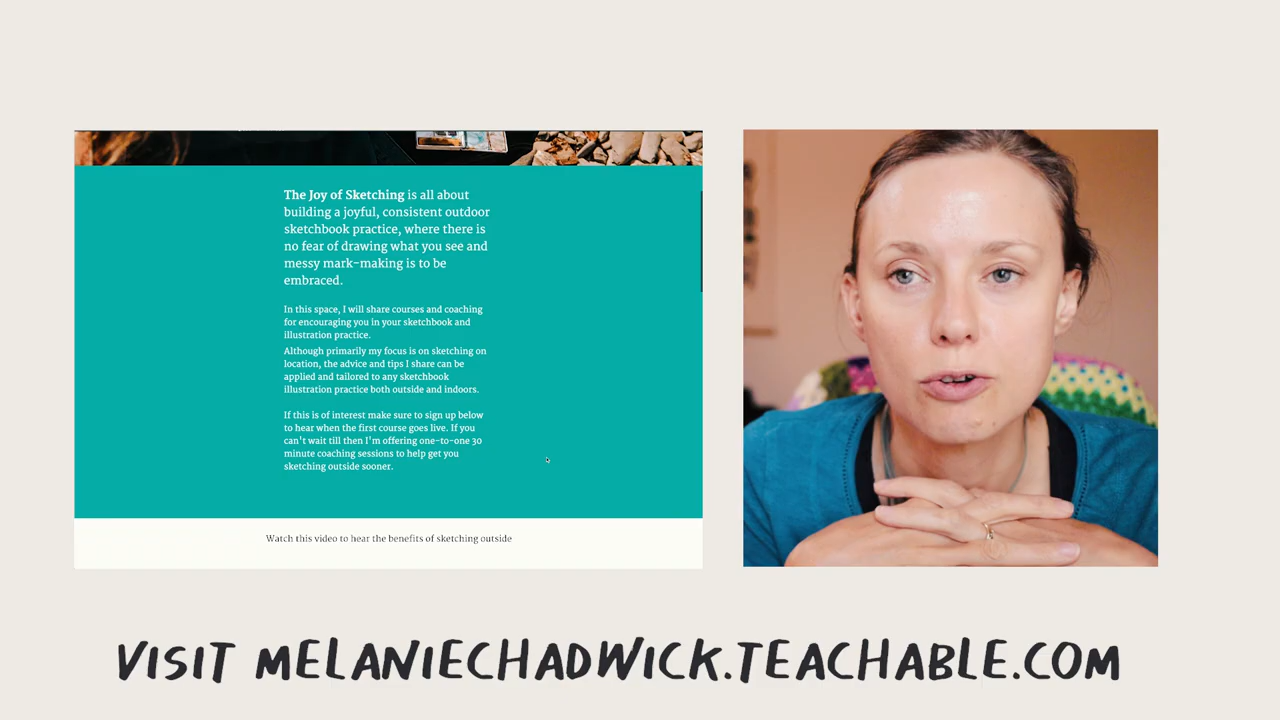 The Joy of Sketching is all about
building a joyful, consistent outdoor
sketchbook practice, where there is
no fear of drawing what you see and
messy mark-making is to be
embraced.
In this space, I will share courses and coaching
for encouraging you in your sketchbook and
illustration practice.
Although primarily my focus is on sketching on
location, the advice and tips I share can be
applied and tailored to any sketchbook
illustration practice both outside and indoors.
If this is of interest make sure to sign up below
to hear when the first course goes live. If you
can't wait till then I'm offering one-to-one 30
minute coaching sessions to help get you
sketching outside sooner.
Watch this video to hear the benefits of sketching outside
VISIT MELANIECHADWICK.TEACHABLE.COM